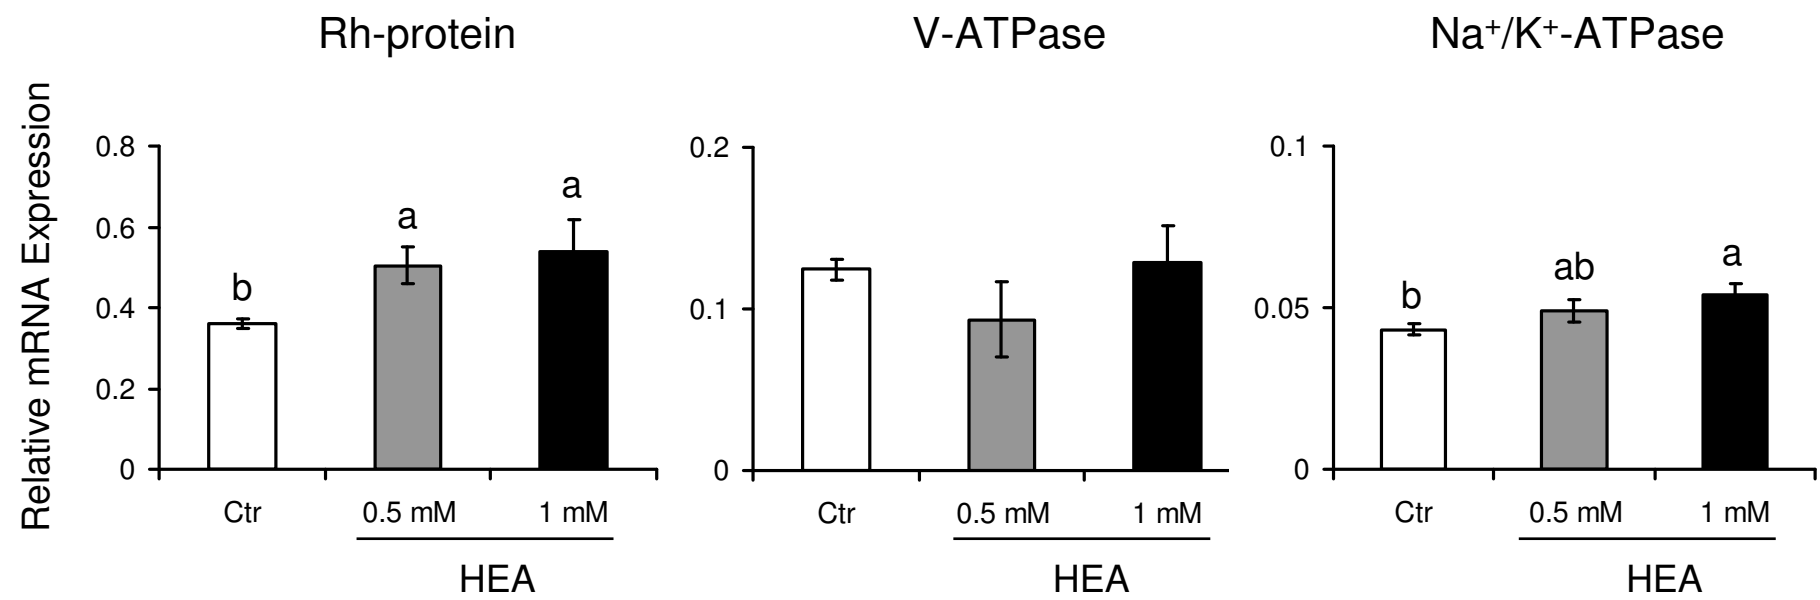 Rh-protein
V-ATPase
Na⁺/K⁺-ATPase
Relative mRNA Expression
0.8
0.6
0.4
0.2
0
b
a
a
Ctr
0.5 mM
1 mM
HEA
0.2
0.1
0
Ctr
0.5 mM
1 mM
HEA
0.1
0.05
0
b
ab
a
Ctr
0.5 mM
1 mM
HEA